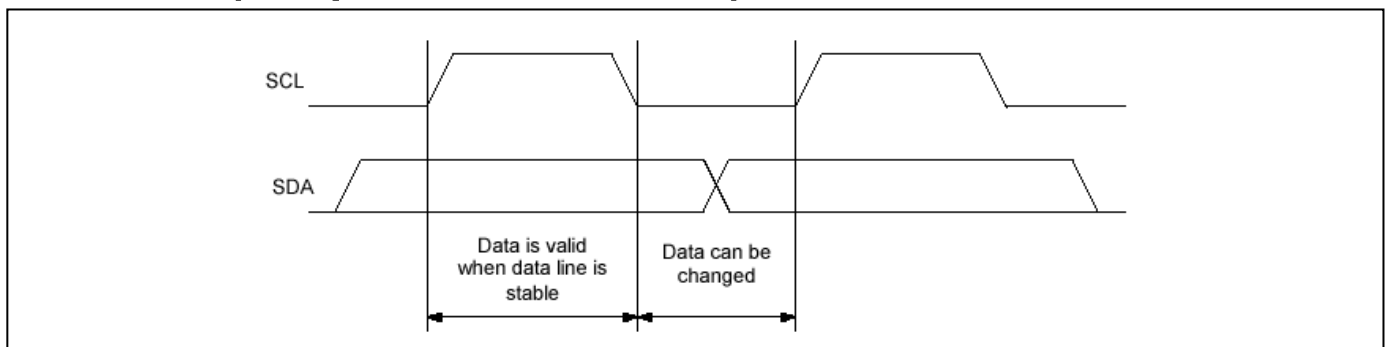 SCL
SDA
Data is valid
when data line is
stable
Data can be
changed